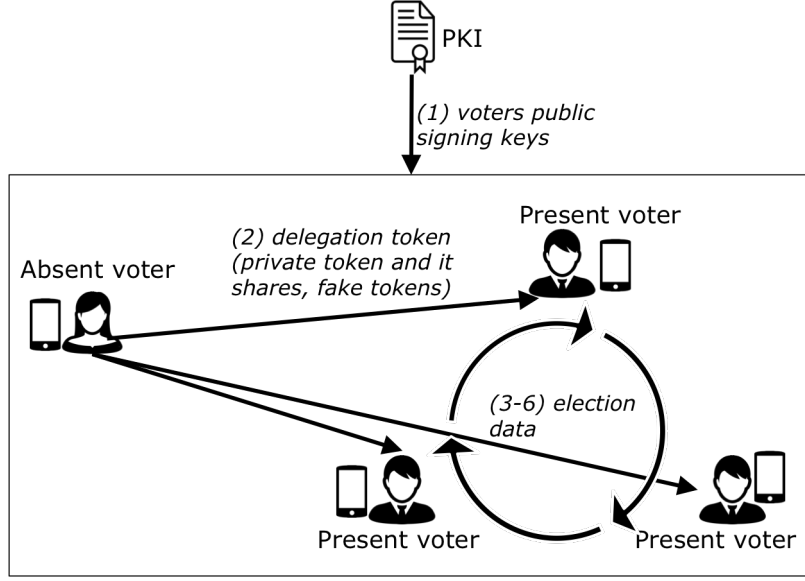 PKI
(1) voters public
signing keys
Present voter
(2) delegation token
(private token and it
shares, fake tokens)
Absent voter
(3-6) election
data
Present voter
Present voter